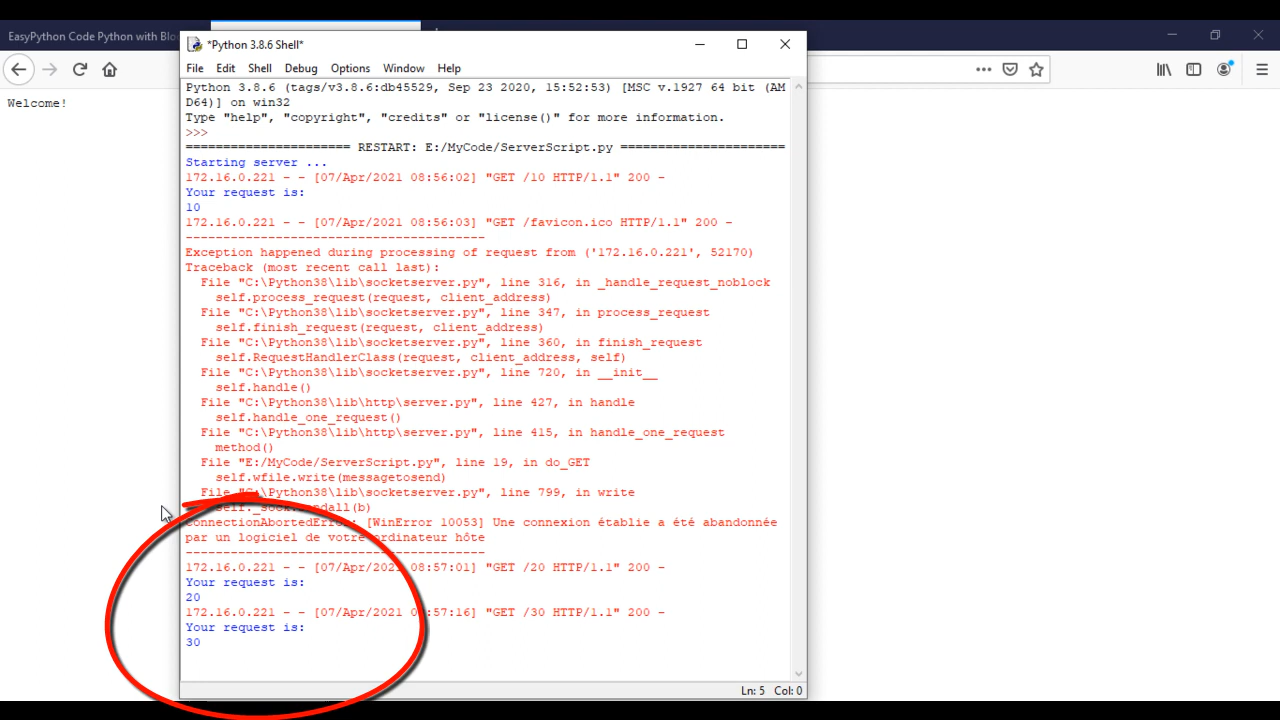 EasyPython Code Python with Blo
*Python 3.8.6 Shell*
File Edit Shell Debug Options Window Help
Welcome!
Python 3.8.6 (tags/v3.8.6:db45529, Sep 23 2020, 15:52:53) [MSC v.1927 64 bit (AM
D64)] on win32
Type "help", "copyright", "credits" or "license()" for more information.
>>>
====================== RESTART: E:/MyCode/ServerScript.py ======================
Starting server ...
172.16.0.221 - - [07/Apr/2021 08:56:02] "GET /10 HTTP/1.1" 200 -
Your request is:
10
172.16.0.221 - - [07/Apr/2021 08:56:03] "GET /favicon.ico HTTP/1.1" 200 -
----------------------------------------
Exception happened during processing of request from ('172.16.0.221', 52170)
Traceback (most recent call last):
  File "C:\Python38\lib\socketserver.py", line 316, in _handle_request_noblock
    self.process_request(request, client_address)
  File "C:\Python38\lib\socketserver.py", line 347, in process_request
    self.finish_request(request, client_address)
  File "C:\Python38\lib\socketserver.py", line 360, in finish_request
    self.RequestHandlerClass(request, client_address, self)
  File "C:\Python38\lib\socketserver.py", line 720, in __init__
    self.handle()
  File "C:\Python38\lib\http\server.py", line 427, in handle
    self.handle_one_request()
  File "C:\Python38\lib\http\server.py", line 415, in handle_one_request
    method()
  File "E:/MyCode/ServerScript.py", line 19, in do_GET
    self.wfile.write(messagetosend)
  File "C:\Python38\lib\socketserver.py", line 799, in write
    self._sock.sendall(b)
ConnectionAbortedError: [WinError 10053] Une connexion établie a été abandonnée
par un logiciel de votre ordinateur hôte
----------------------------------------
172.16.0.221 - - [07/Apr/2021 08:57:01] "GET /20 HTTP/1.1" 200 -
Your request is:
20
172.16.0.221 - - [07/Apr/2021 08:57:16] "GET /30 HTTP/1.1" 200 -
Your request is:
30
Ln: 5 Col: 0